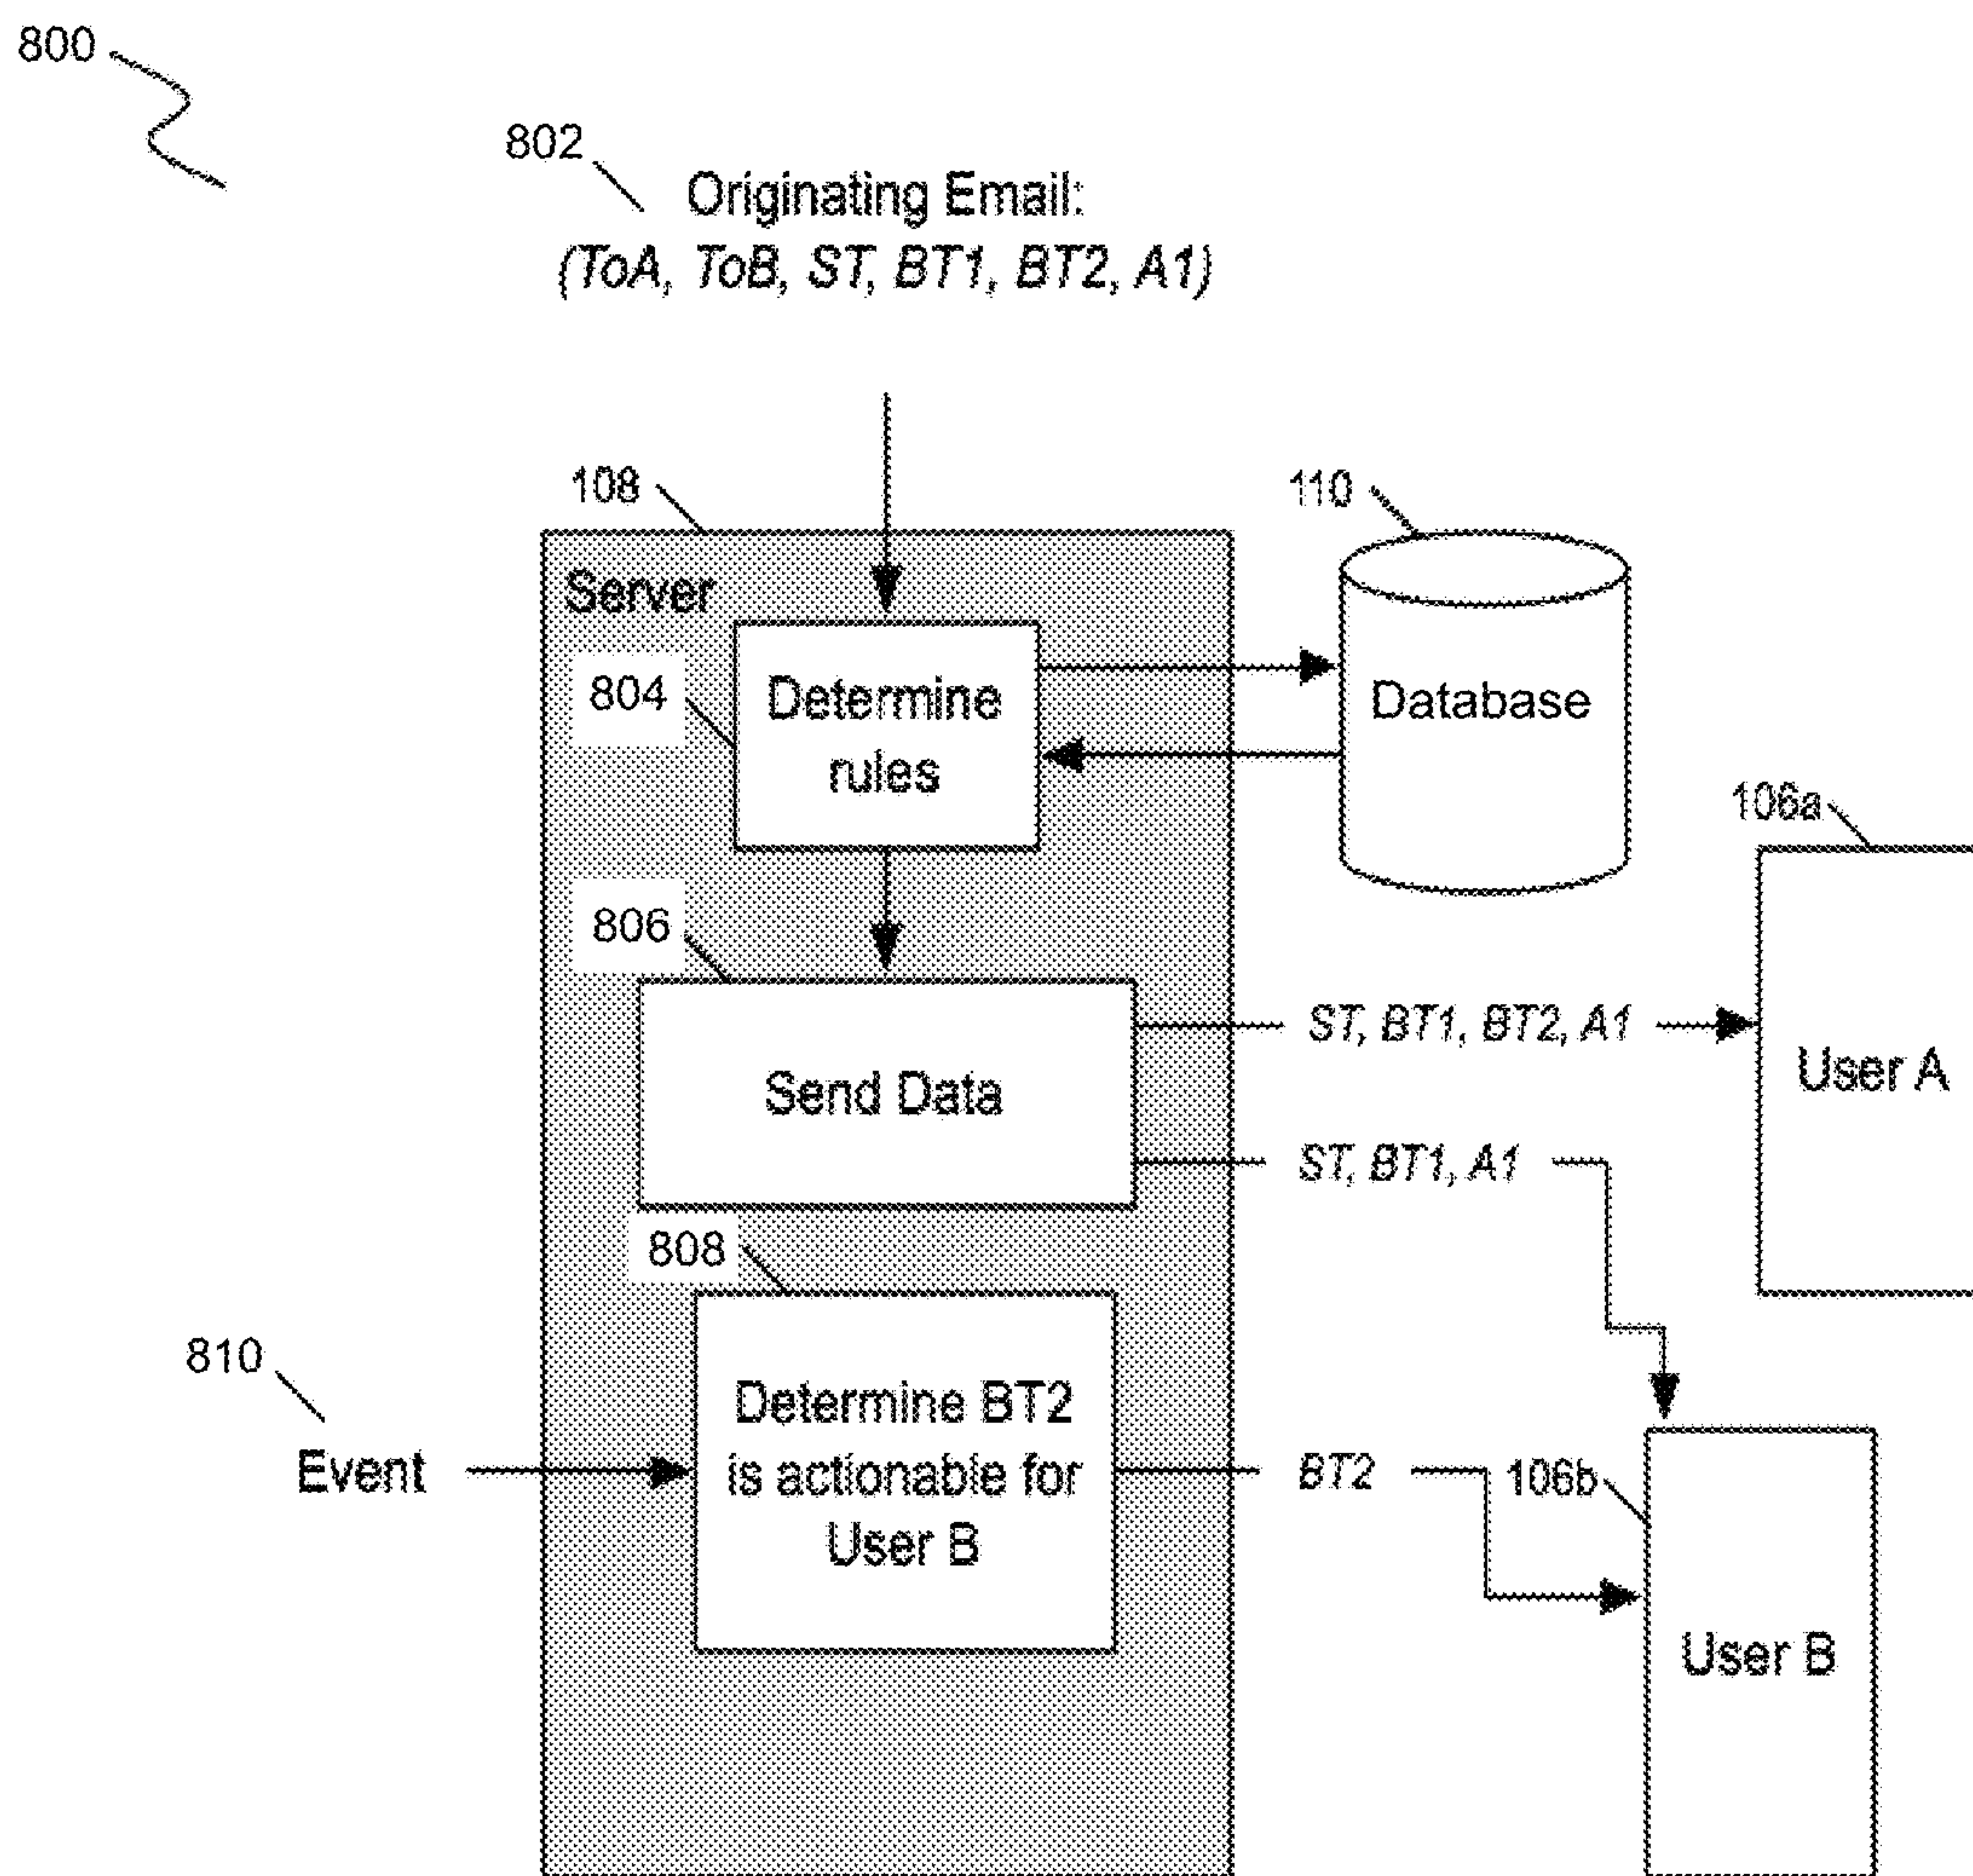 800
802
Originating Email:
(ToA, ToB, ST, BT1, BT2, A1)
108
110
Server
804
Determine
rules
Database
106a
806
Send Data
ST, BT1, BT2, A1
User A
ST, BT1, A1
808
810
Event
Determine BT2
is actionable for
User B
BT2
106b
User B